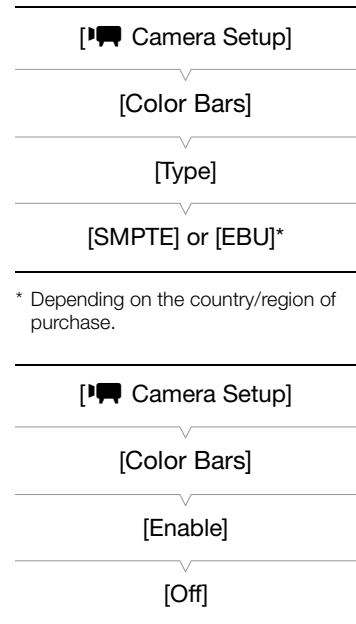 [ Camera Setup]
[Color Bars]
[Type]
[SMPTE] or [EBU]*
* Depending on the country/region of
purchase.
[ Camera Setup]
[Color Bars]
[Enable]
[Off]